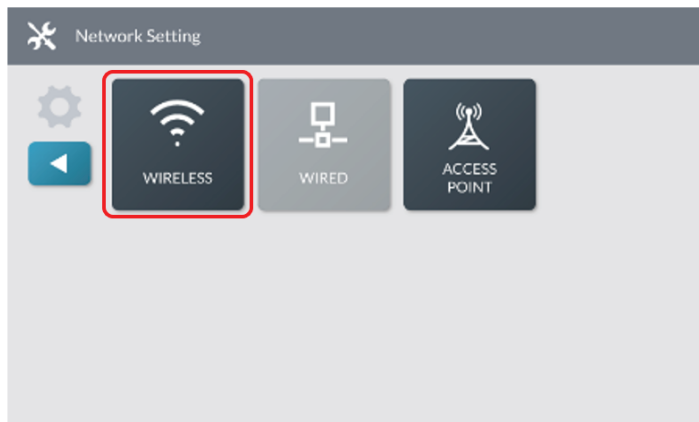 Network Setting
WIRELESS
WIRED
ACCESS
POINT